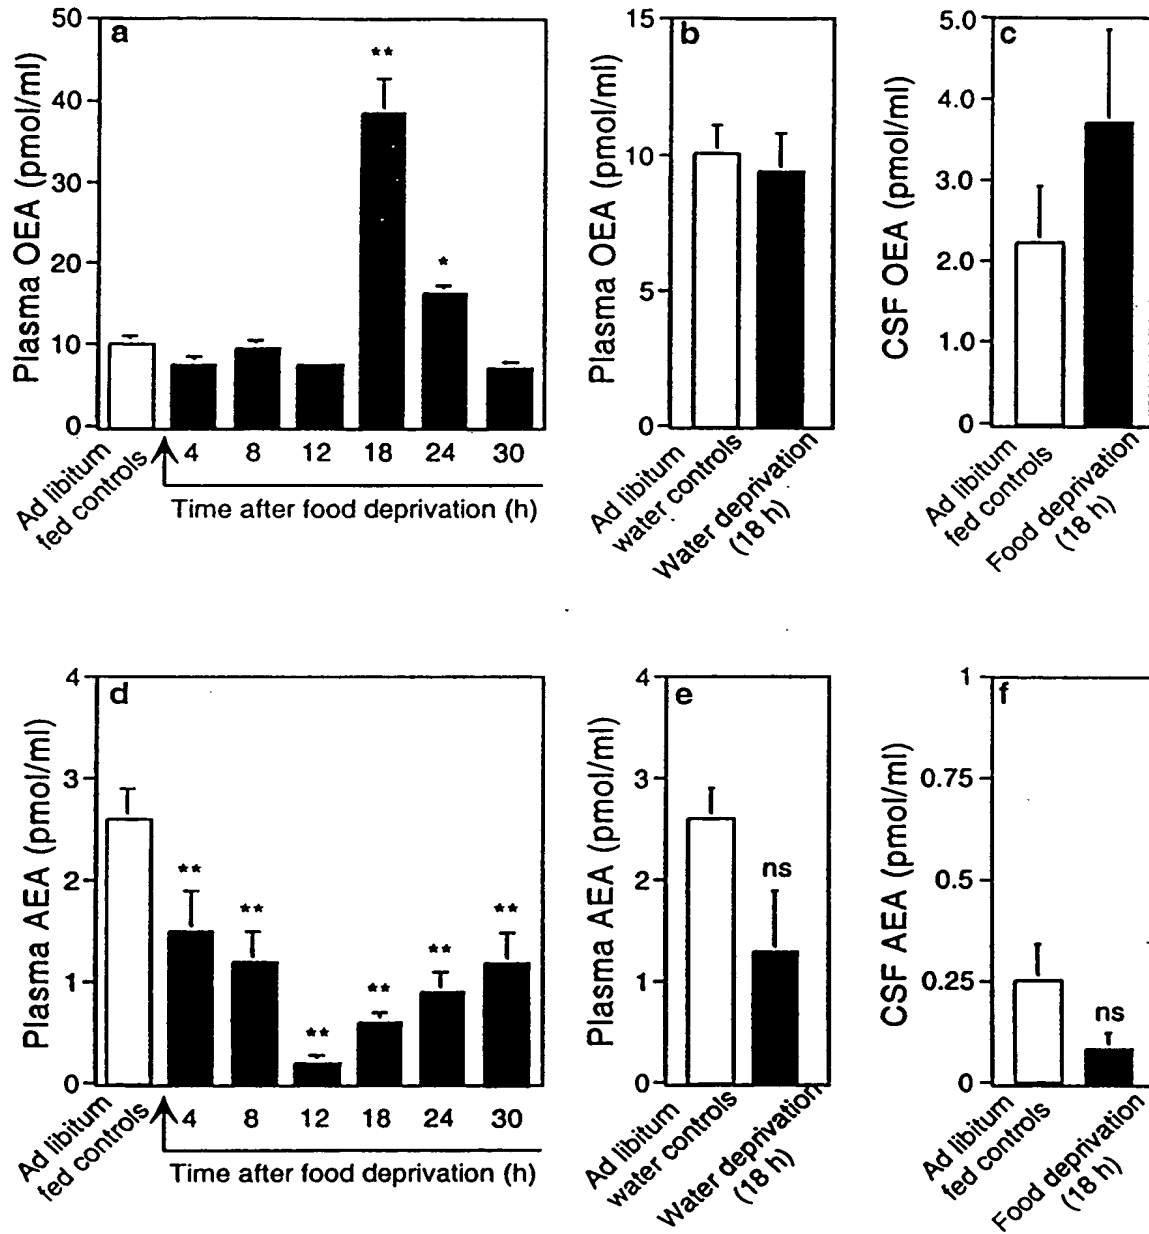 a
Plasma OEA (pmol/ml)
50
40
30
20
10
0
**
*
Ad libitum
fed controls
4 8 12 18 24 30
Time after food deprivation (h)
b
Plasma OEA (pmol/ml)
15
10
5
0
Ad libitum
water controls
Water deprivation
(18 h)
c
CSF OEA (pmol/ml)
5.0
4.0
3.0
2.0
1.0
0
Ad libitum
fed controls
Food deprivation
(18 h)
d
Plasma AEA (pmol/ml)
4
3
2
1
0
** ** ** ** ** **
Ad libitum
fed controls
4 8 12 18 24 30
Time after food deprivation (h)
e
Plasma AEA (pmol/ml)
4
3
2
1
0
ns
Ad libitum
water controls
Water deprivation
(18 h)
f
CSF AEA (pmol/ml)
1
0.75
0.5
0.25
0
ns
Ad libitum
fed controls
Food deprivation
(18 h)